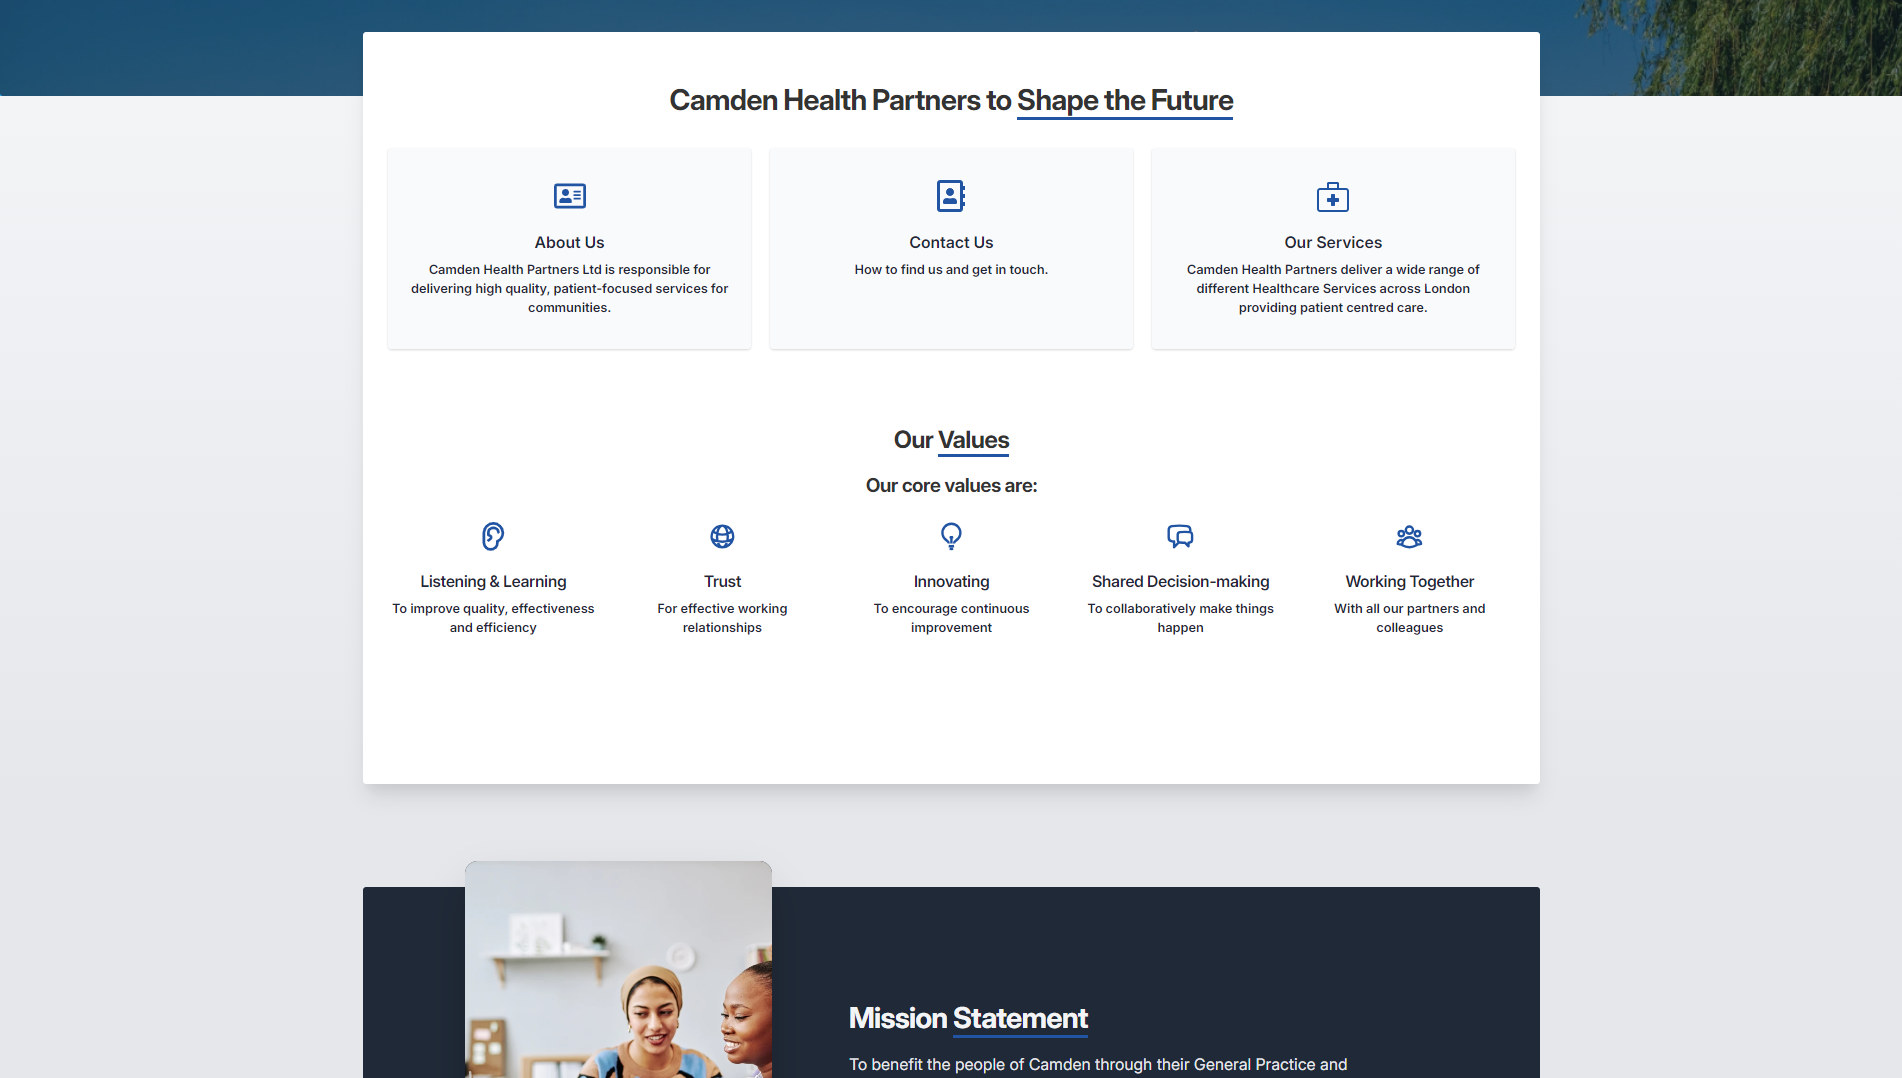 Camden Health Partners to Shape the Future
About Us
Camden Health Partners Ltd is responsible for
delivering high quality, patient-focused services for
communities.
Contact Us
How to find us and get in touch.
Our Services
Camden Health Partners deliver a wide range of
different Healthcare Services across London
providing patient centred care.
Our Values
Our core values are:
Listening & Learning
To improve quality, effectiveness
and efficiency
Trust
For effective working
relationships
Innovating
To encourage continuous
improvement
Shared Decision-making
To collaboratively make things
happen
Working Together
With all our partners and
colleagues
Mission Statement
To benefit the people of Camden through their General Practice and